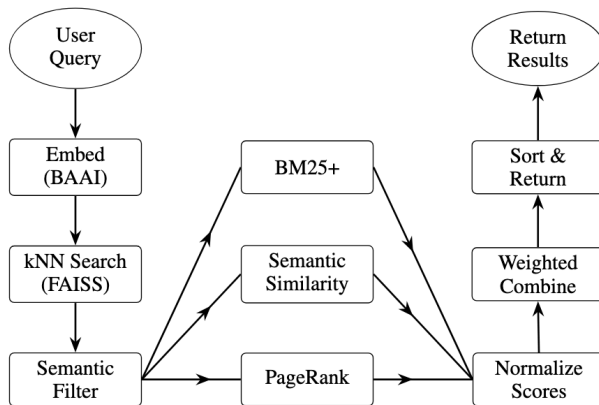 User
Query
Embed
(BAAI)
kNN Search
(FAISS)
Semantic
Filter
BM25+
Semantic
Similarity
PageRank
Return
Results
Sort &
Return
Weighted
Combine
Normalize
Scores